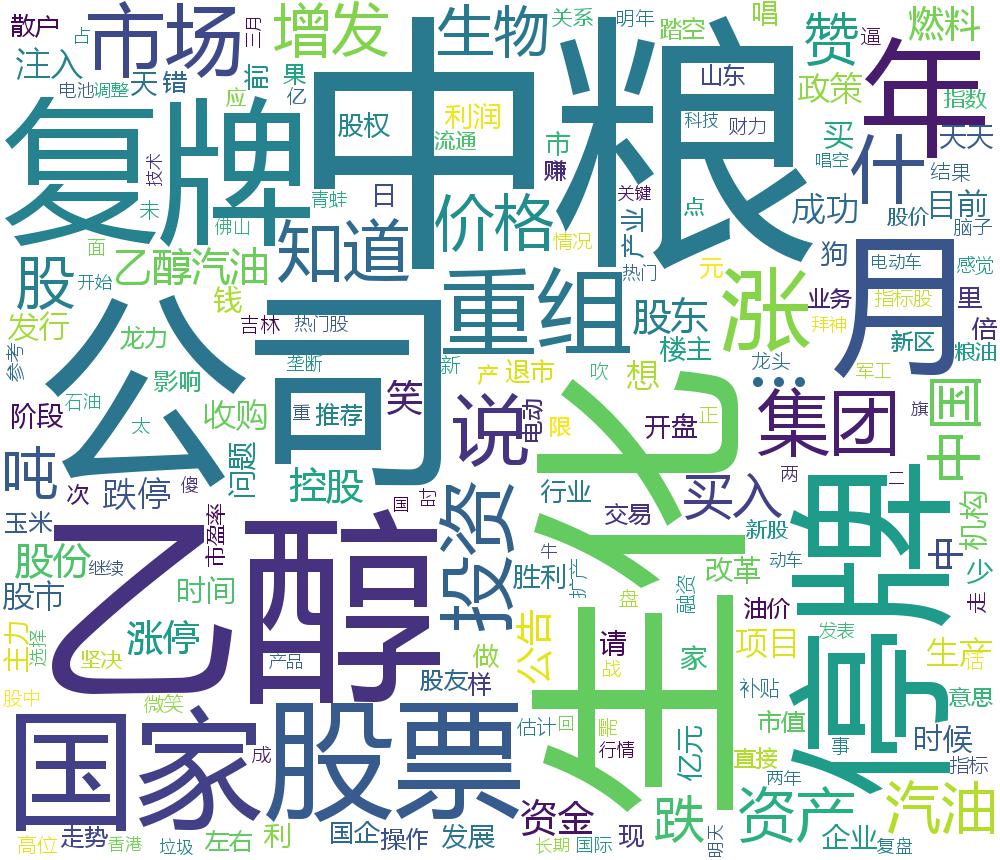 散户
占
市场
三月
增发
生物
关系
明年
踏空
唱
赞
逼
燃料
注入
天
错
前
果
亿
电池
调整
应
中粮
年
山东
政策
指数
复牌
股权
利润
流通
市
赚
科技
财力
买
什
天天
技术
未
青蛙
日
价格
关键
唱空
结果
佛山
知道
产业
点
成功
股价
目前
脑子
面
情况
股
开始
乙醇汽油
重组
热门
元
狗
月
电动车
感觉
钱
涨
业务
指标股
里
发行
公司
吉林
热门股
股东
拜神
新区
倍
龙力
楼主
粮油
参考
影响
垄断
新
产
退市
吹
想
龙头
军工
石油
阶段
太
收购
重
推荐
笑
说
电动
限
开盘
正
集团
旗
中国
吨
次
跌停
傻
问题
控股
国
时
投资
生化
行业
买入
两
二
停牌
玉米
市盈率
交易
新股
中
机构
股份
继续
乙醇
牛
胜利
扩产
盘
融资
改革
动车
少
股市
时间
油价
走
主力
选择
涨停
公告
请
项目
发表
生产
坚决
产品
做
战
家
居
股中
微笑
股友
样
补贴
意思
国家
股票
成
估计
回
行情
亿元
市值
事
时候
直接
指标
资金
跌
两年
资产
汽油
高位
走势
香港
垃圾
左右
利
国企
操作
发展
现
长期
国际
明天
企业
复盘